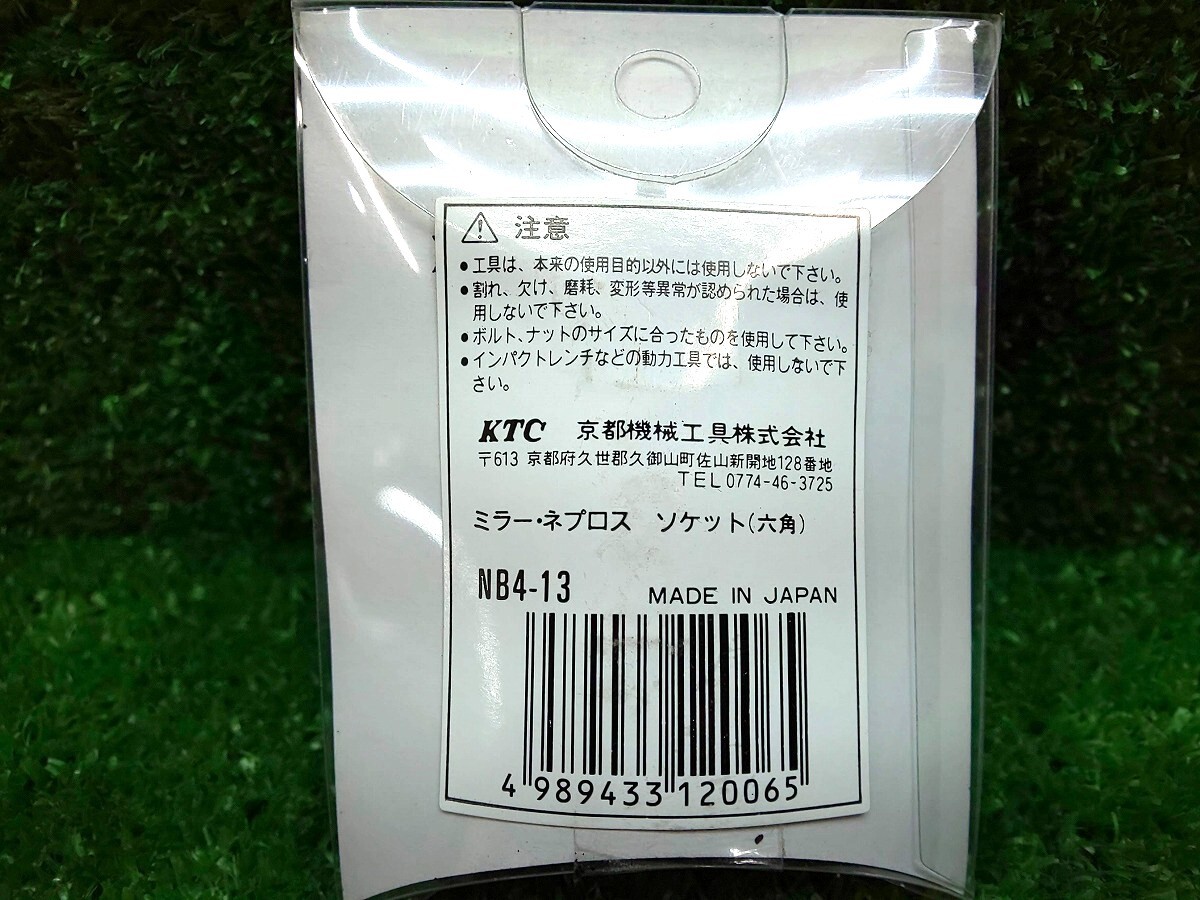 注意
●工具は、本来の使用目的以外には使用しないで下さい。
●割れ、欠け、磨耗、変形等異常が認められた場合は、使
用しないで下さい。
●ボルト、ナットのサイズに合ったものを使用して下さい。
●インパクトレンチなどの動力工具では、使用しないで下
さい。
KTC 京都機械工具株式会社
〒613 京都府久世郡久御山町佐山新開地128番地
TEL 0774-46-3725
ミラー・ネプロス ソケット(六角)
NB4-13 MADE IN JAPAN
4 989433 120065